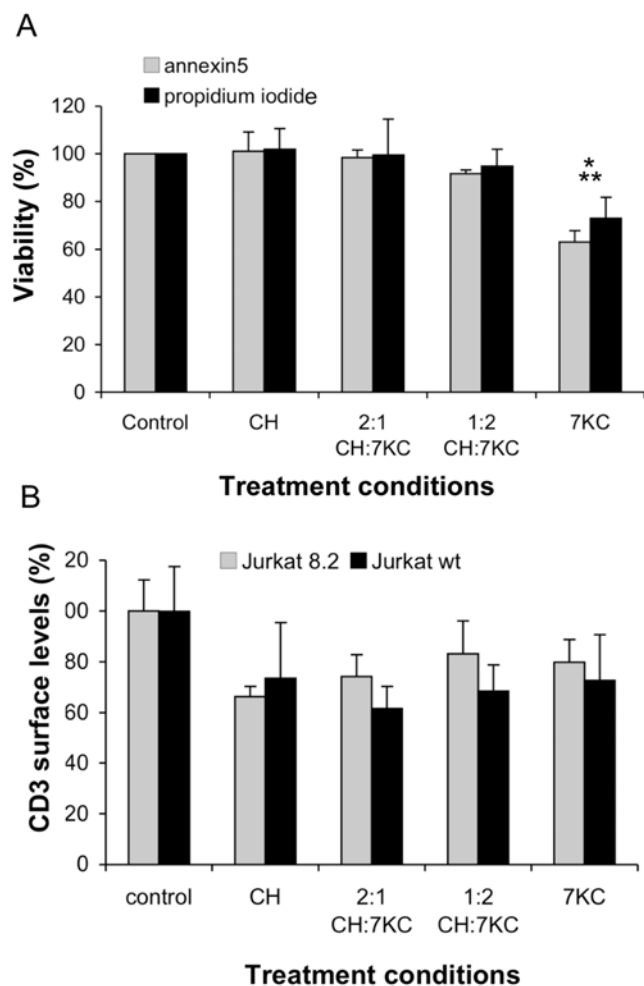 A
annexin5
propidium iodide
120
100
80
60
40
20
0
Viability (%)
*
**
Control
CH
2:1
CH:7KC
1:2
CH:7KC
7KC
Treatment conditions
B
Jurkat 8.2
Jurkat wt
20
00
80
60
40
20
0
CD3 surface levels (%)
control
CH
2:1
CH:7KC
1:2
CH:7KC
7KC
Treatment conditions